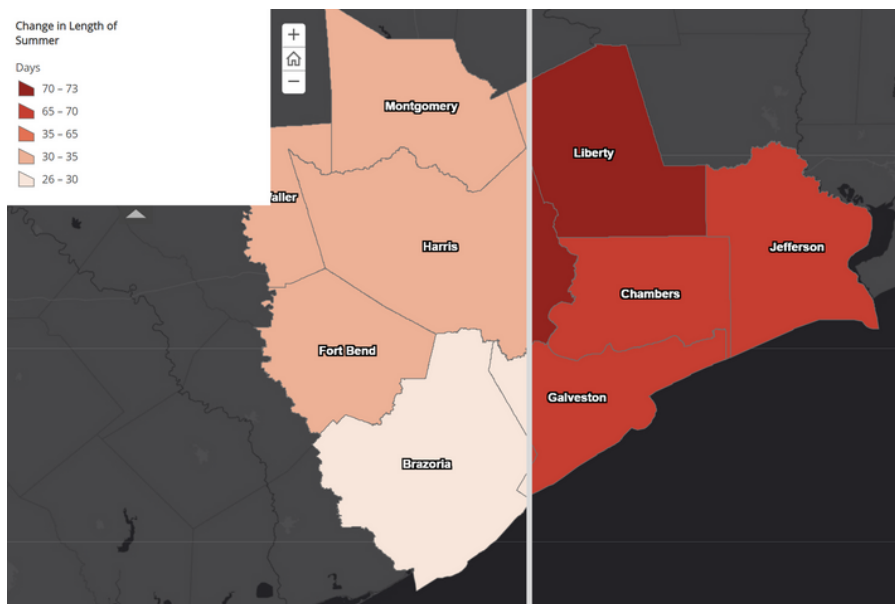 Change in Length of
Summer
Days
70 – 73
65 – 70
35 – 65
30 – 35
26 – 30
+
−
Montgomery
Liberty
aller
Harris
Jefferson
Chambers
Fort Bend
Galveston
Brazoria